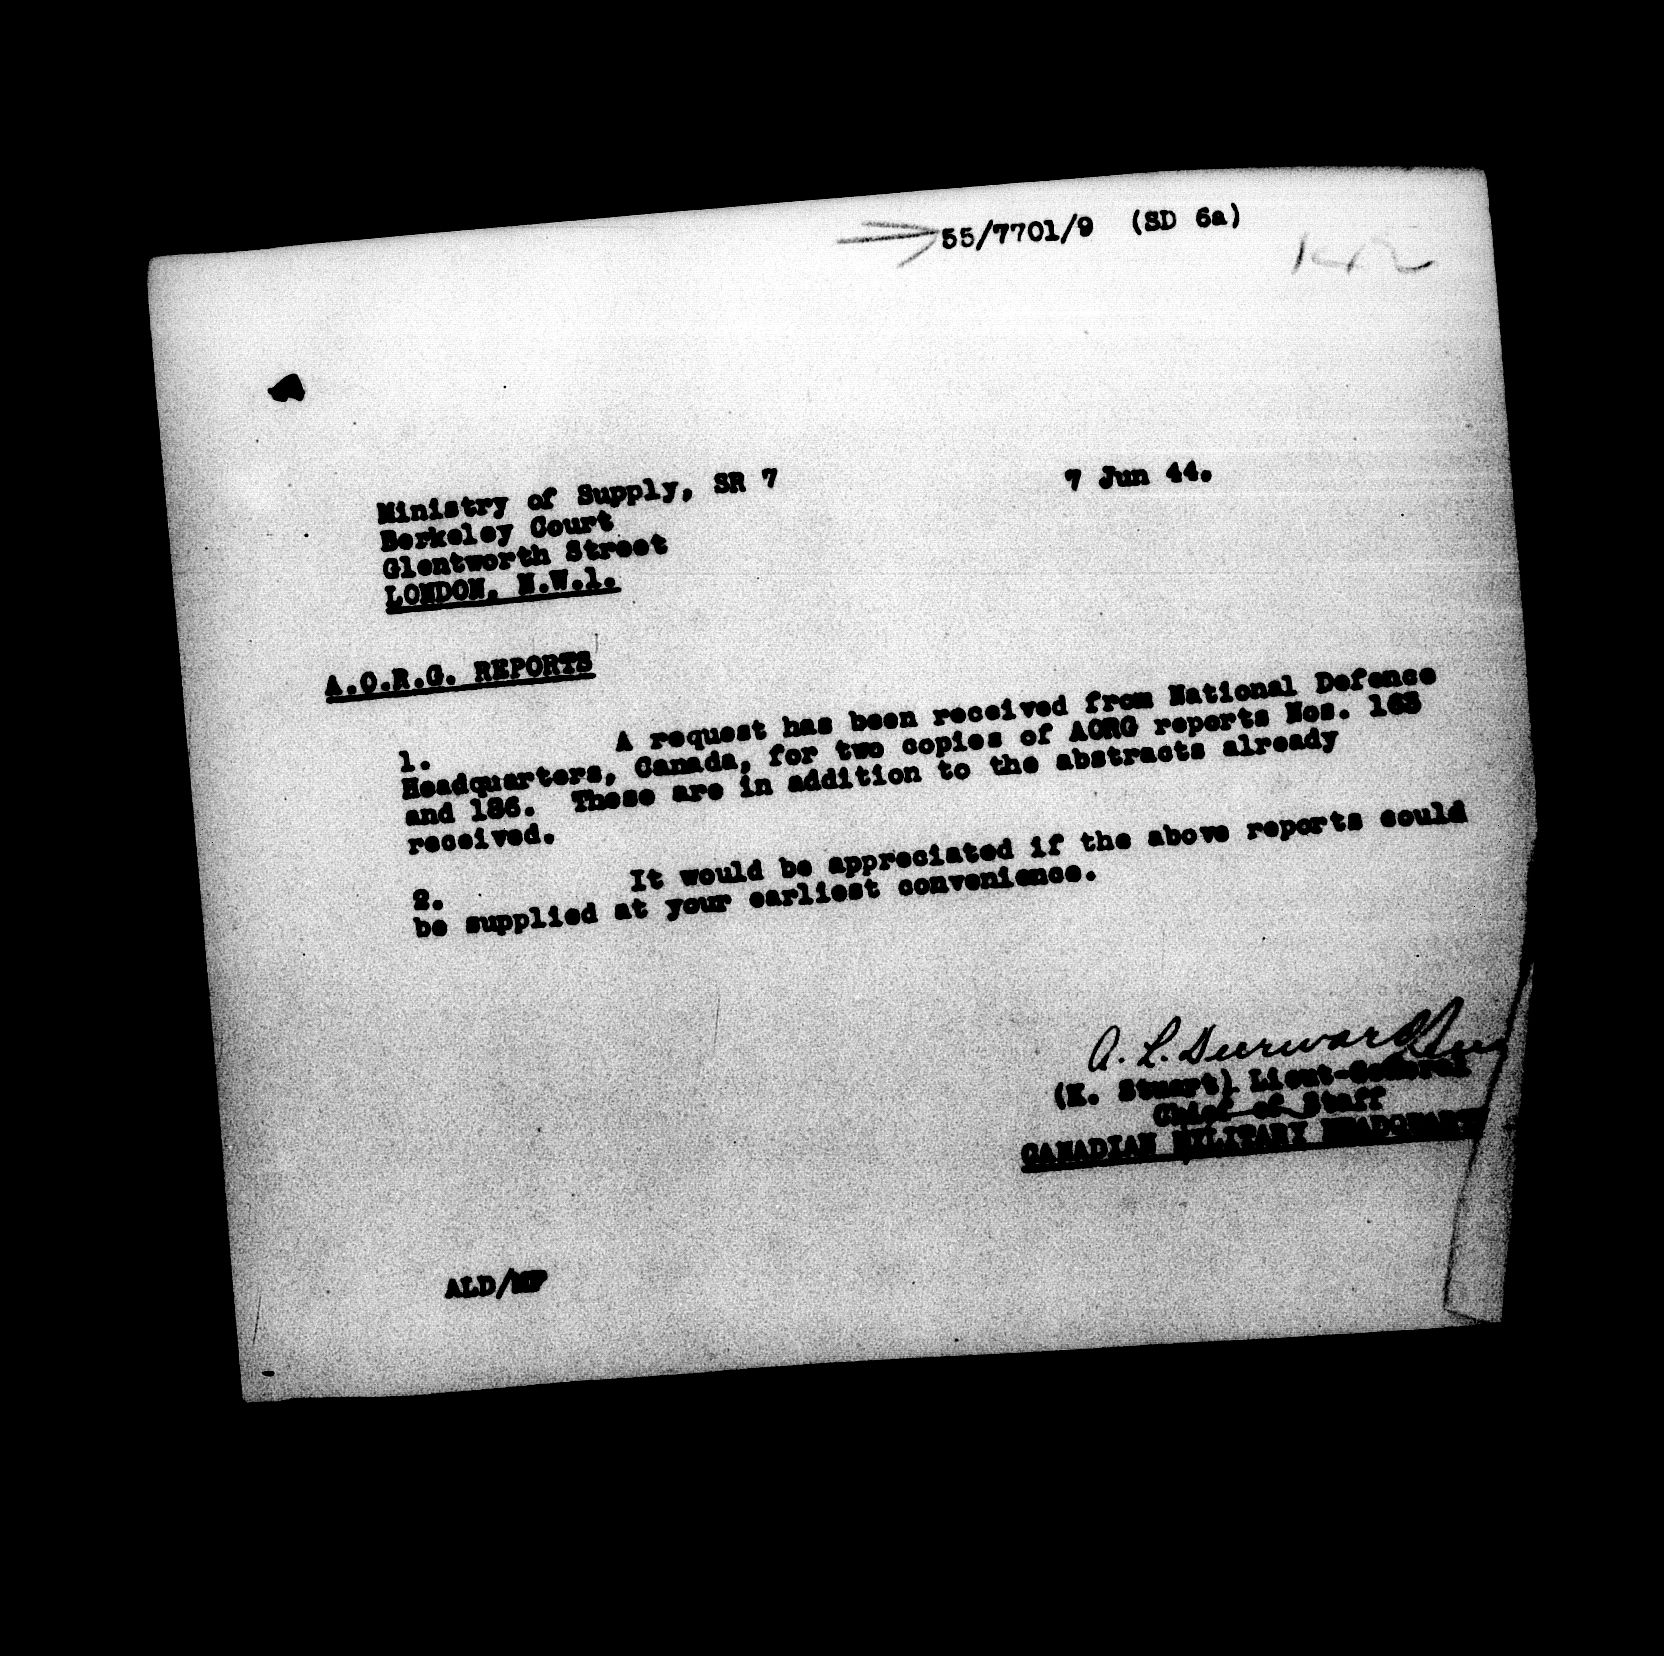 55/7701/9 (SD 6a)
7 Jun 44.
Ministry of Supply, SR 7
Berkeley Court
Glentworth Street
LONDON, N.W.1.
A.O.R.G. REPORTS
1. A request has been received from National Defence
Headquarters, Canada, for two copies of AORG reports Nos. 163
and 186. These are in addition to the abstracts already
received.
2. It would be appreciated if the above reports could
be supplied at your earliest convenience.
A. L. Durward
(K. Stuart) Lieut-General
Chief of Staff
CANADIAN MILITARY
ALD/MP